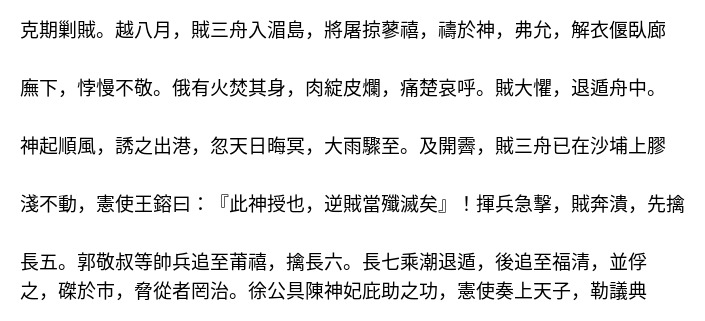 克期剿賊。越八月，賊三舟入湄島，將屠掠蓼禧，禱於神，弗允，解衣偃臥廊
廡下，悖慢不敬。俄有火焚其身，肉綻皮爛，痛楚哀呼。賊大懼，退遁舟中。
神起順風，誘之出港，忽天日晦冥，大雨驟至。及開霽，賊三舟已在沙埔上膠
淺不動，憲使王鎔曰：『此神授也，逆賊當殲滅矣』！揮兵急擊，賊奔潰，先擒
長五。郭敬叔等帥兵追至莆禧，擒長六。長七乘潮退遁，後追至福清，並俘
之，磔於市，脅從者罔治。徐公具陳神妃庇助之功，憲使奏上天子，勒議典